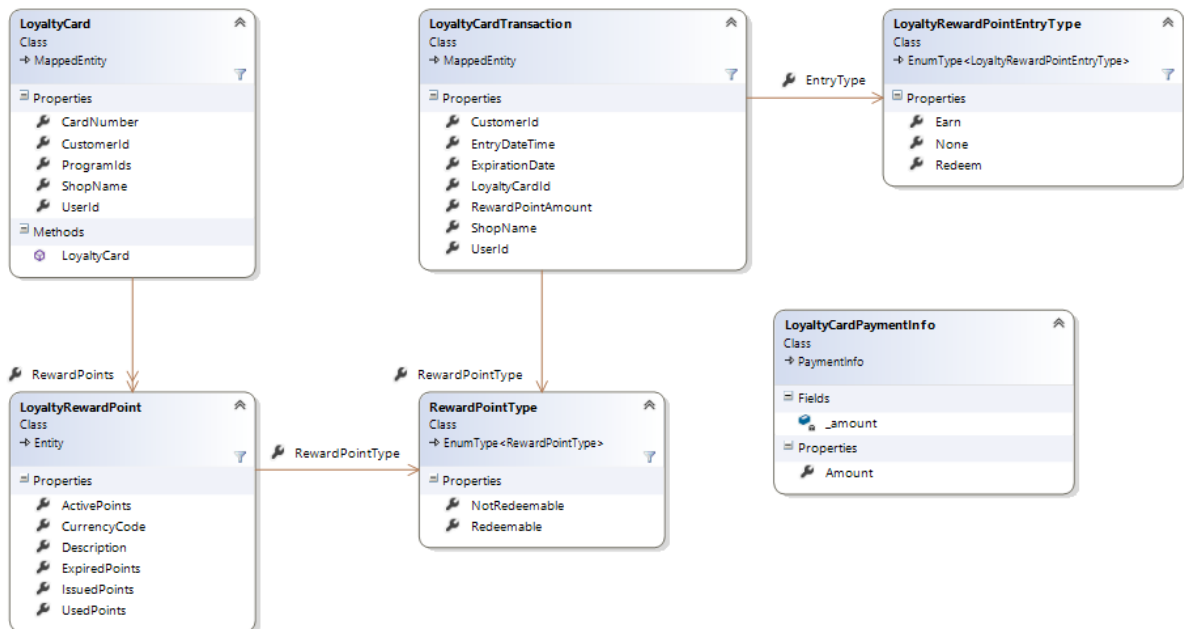 LoyaltyCard
Class
MappedEntity
Properties
CardNumber
CustomerId
ProgramIds
ShopName
UserId
Methods
LoyaltyCard
RewardPoints
LoyaltyCardTransaction
Class
MappedEntity
Properties
CustomerId
EntryDateTime
ExpirationDate
LoyaltyCardId
RewardPointAmount
ShopName
UserId
EntryType
RewardPointType
LoyaltyRewardPointEntryType
Class
EnumType<LoyaltyRewardPointEntryType>
Properties
Earn
None
Redeem
LoyaltyRewardPoint
Class
Entity
Properties
ActivePoints
CurrencyCode
Description
ExpiredPoints
IssuedPoints
UsedPoints
RewardPointType
RewardPointType
Class
EnumType<RewardPointType>
Properties
NotRedeemable
Redeemable
LoyaltyCardPaymentInfo
Class
PaymentInfo
Fields
_amount
Properties
Amount